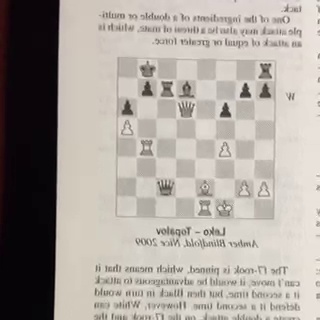 tack.
One of the ingredients of a double or multi-
ple attack may also be a threat of mate, which is
an attack of equal or greater force.
W
Leko – Topalov
Amber Blindfold, Nice 2009
The f7-rook is pinned, which means that it
can't move; it would be advantageous to attack
it a second time, but then Black in turn would
defend it a second time. However, White can
create a double attack on the f7-rook and the